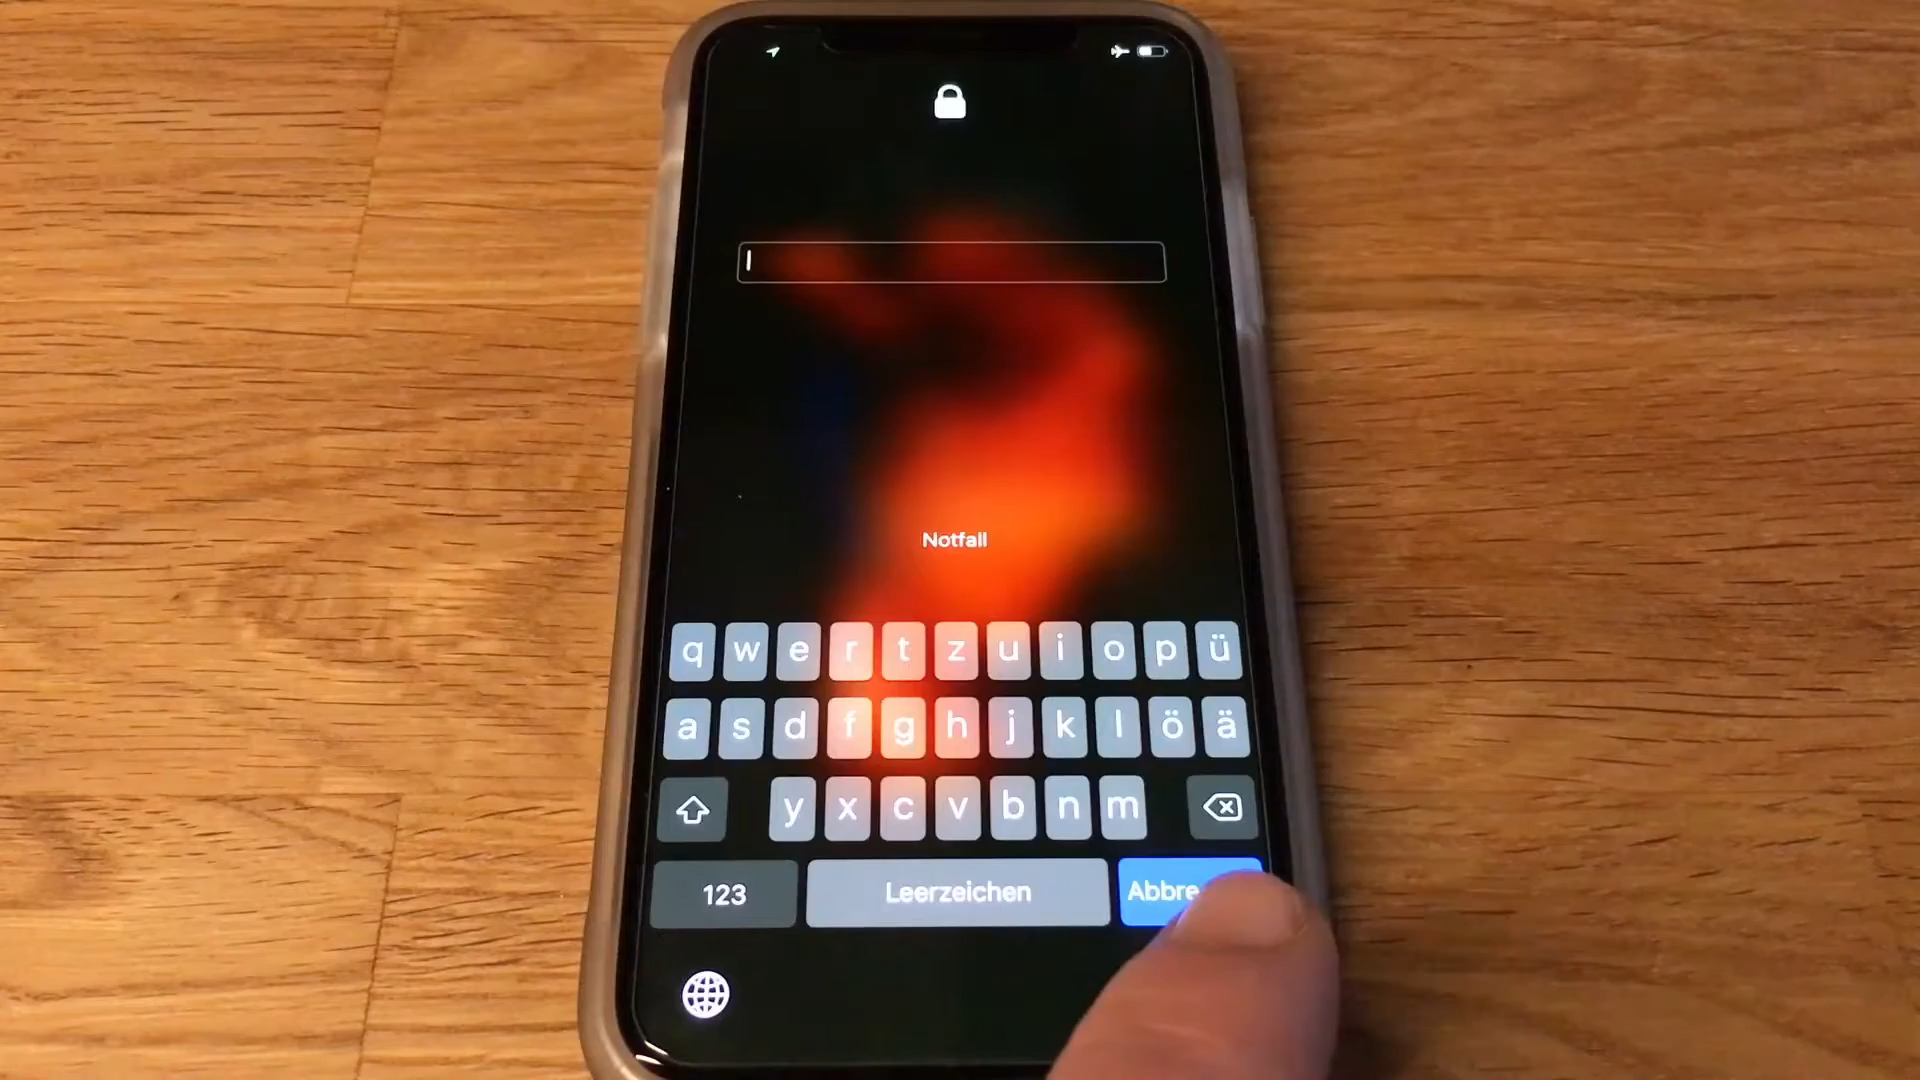 Notfall
q w e r t z u i o p ü
a s d f g h j k l ö ä
y x c v b n m
123 Leerzeichen Abbre